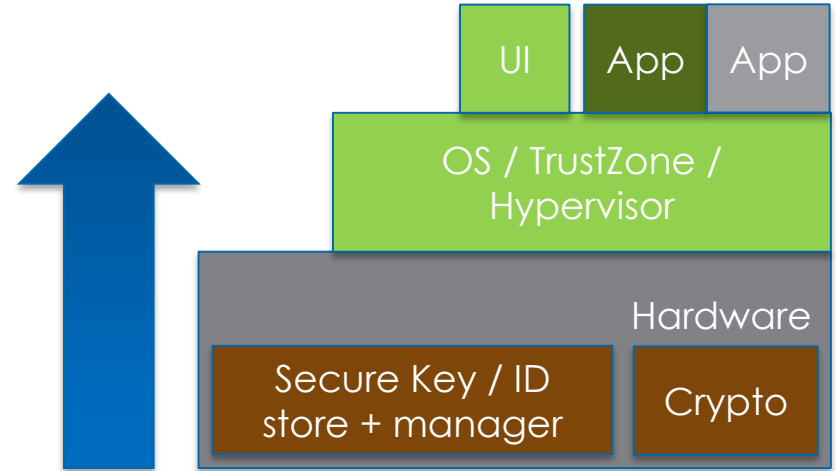 UI
App
App
OS / TrustZone /
Hypervisor
Hardware
Secure Key / ID
store + manager
Crypto